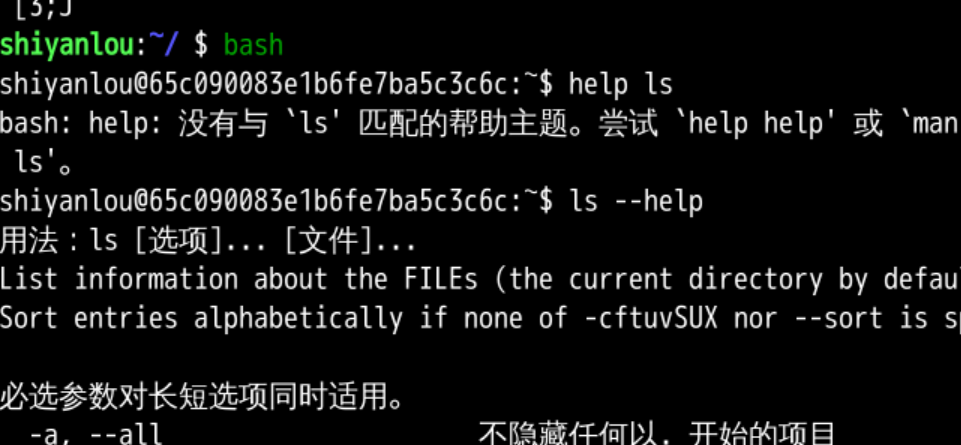 [3;J
shiyanlou:~/ $ bash
shiyanlou@65c090083e1b6fe7ba5c3c6c:~$ help ls
bash: help: 没有与 `ls' 匹配的帮助主题。尝试 `help help' 或 `man
ls'。
shiyanlou@65c090083e1b6fe7ba5c3c6c:~$ ls --help
用法：ls [选项]... [文件]...
List information about the FILEs (the current directory by defau
Sort entries alphabetically if none of -cftuvSUX nor --sort is sp
必选参数对长短选项同时适用。
-a, --all 不隐藏任何以. 开始的项目